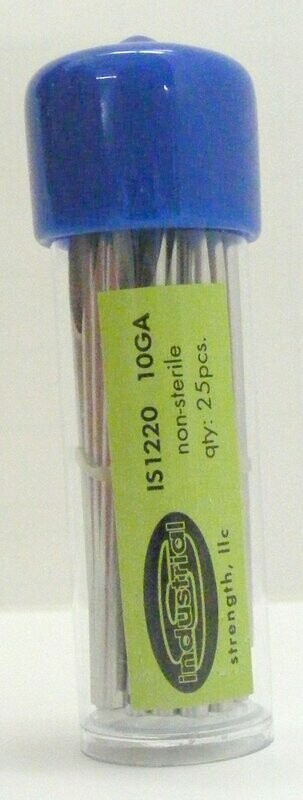 IS1220 10GA
non-sterile
qty: 25pcs.
industrial
strength, llc